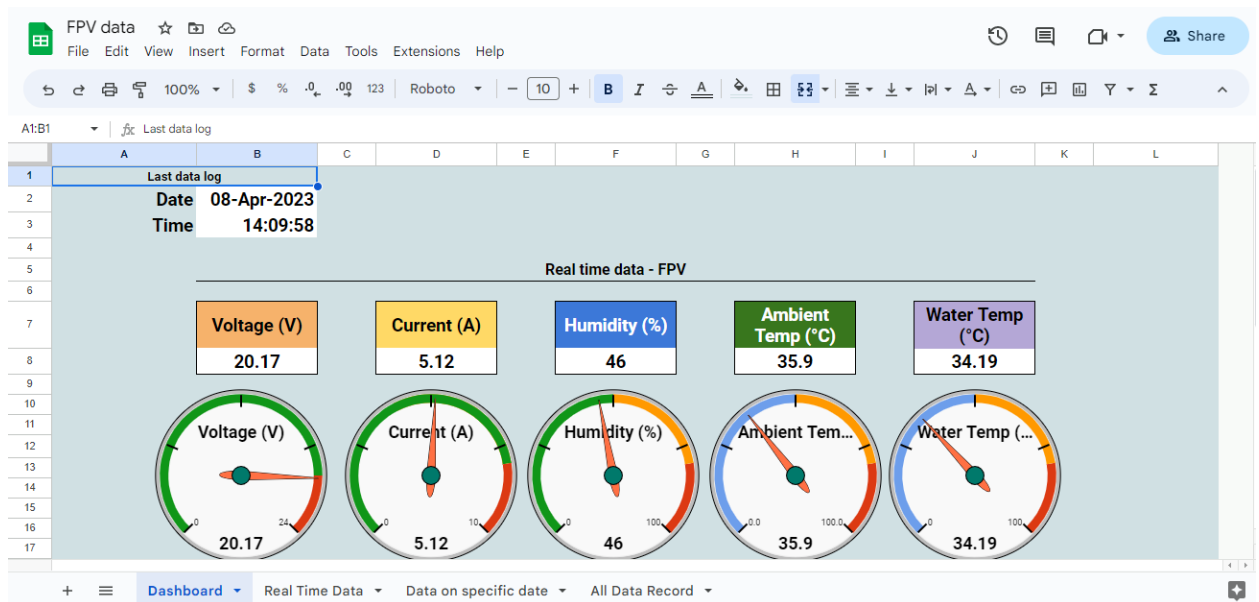 FPV data
File Edit View Insert Format Data Tools Extensions Help
Share
100% $ % .0 .00 123 Roboto − 10 + B I A A Σ
A1:B1 fx Last data log
A B C D E F G H I J K L
1 Last data log
2 Date 08-Apr-2023
3 Time 14:09:58
4
5 Real time data - FPV
6
7 Voltage (V) Current (A) Humidity (%) Ambient Temp (°C) Water Temp (°C)
8 20.17 5.12 46 35.9 34.19
9
10
11 Voltage (V) Current (A) Humidity (%) Ambient Tem... Water Temp (...
12
13
14
15
16 0 24 0 10 0 100 0.0 100.0 0 100
17 20.17 5.12 46 35.9 34.19
+ Dashboard Real Time Data Data on specific date All Data Record